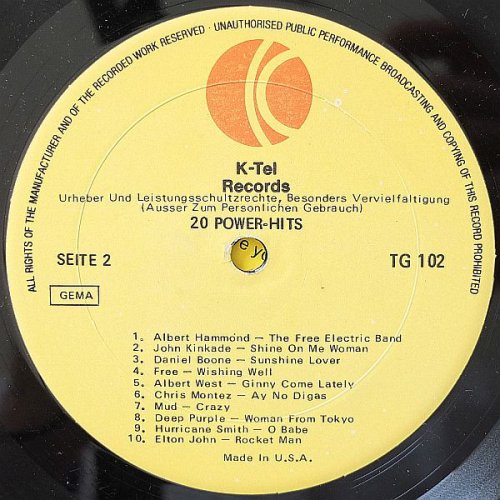 ALL RIGHTS OF THE MANUFACTURER AND OF THE RECORDED WORK RESERVED · UNAUTHORISED PUBLIC PERFORMANCE BROADCASTING AND COPYING OF THIS RECORD PROHIBITED
K-Tel
Records
Urheber Und Leistungsschultzrechte, Besonders Vervielfaltigung
(Ausser Zum Personlichen Gebrauch)
20 POWER-HITS
e yo
SEITE 2
TG 102
GEMA
1. Albert Hammond — The Free Electric Band
2. John Kinkade — Shine On Me Woman
3. Daniel Boone — Sunshine Lover
4. Free — Wishing Well
5. Albert West — Ginny Come Lately
6. Chris Montez — Ay No Digas
7. Mud — Crazy
8. Deep Purple — Woman From Tokyo
9. Hurricane Smith — O Babe
10. Elton John — Rocket Man
Made In U.S.A.